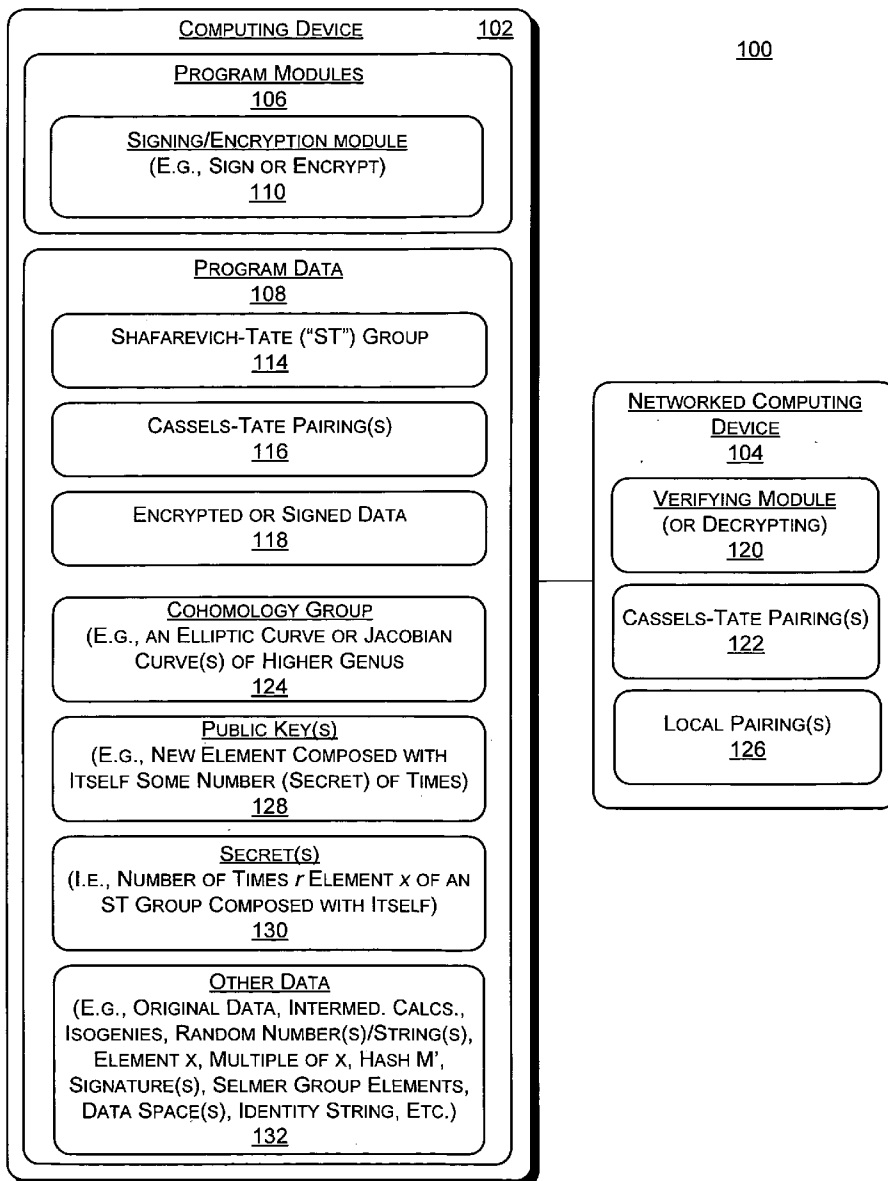 COMPUTING DEVICE 102
PROGRAM MODULES
106
SIGNING/ENCRYPTION MODULE
(E.G., SIGN OR ENCRYPT)
110
PROGRAM DATA
108
SHAFAREVICH-TATE ("ST") GROUP
114
CASSELS-TATE PAIRING(S)
116
ENCRYPTED OR SIGNED DATA
118
COHOMOLOGY GROUP
(E.G., AN ELLIPTIC CURVE OR JACOBIAN
CURVE(S) OF HIGHER GENUS
124
PUBLIC KEY(S)
(E.G., NEW ELEMENT COMPOSED WITH
ITSELF SOME NUMBER (SECRET) OF TIMES)
128
SECRET(S)
(I.E., NUMBER OF TIMES r ELEMENT x OF AN
ST GROUP COMPOSED WITH ITSELF)
130
OTHER DATA
(E.G., ORIGINAL DATA, INTERMED. CALCS.,
ISOGENIES, RANDOM NUMBER(S)/STRING(S),
ELEMENT X, MULTIPLE OF X, HASH M',
SIGNATURE(S), SELMER GROUP ELEMENTS,
DATA SPACE(S), IDENTITY STRING, ETC.)
132
100
NETWORKED COMPUTING
DEVICE
104
VERIFYING MODULE
(OR DECRYPTING)
120
CASSELS-TATE PAIRING(S)
122
LOCAL PAIRING(S)
126